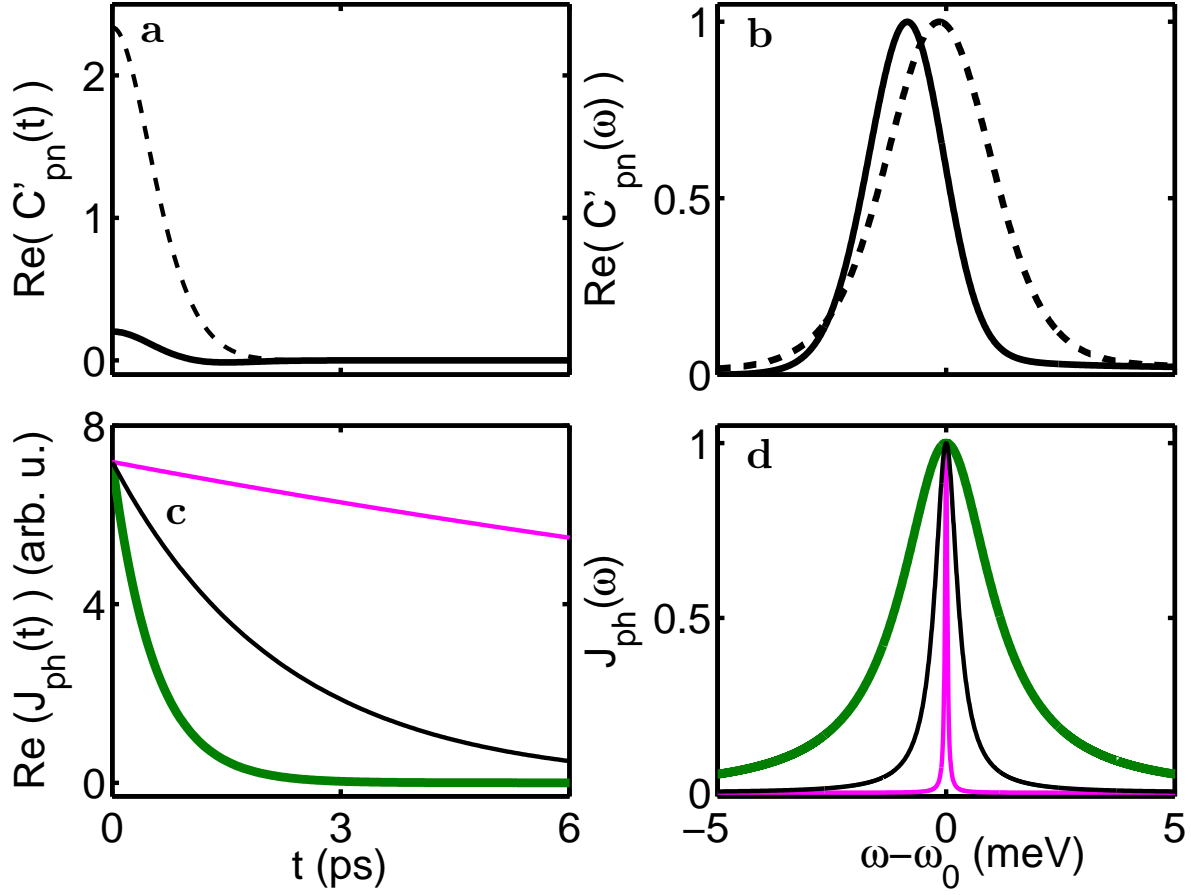 a
Re( C'pn(t) )
2
1
0
b
Re( C'pn(ω) )
1
0.5
0
c
Re (Jph(t) ) (arb. u.)
8
4
0
0
3
6
t (ps)
d
Jph(ω)
1
0.5
0
−5
0
5
ω−ω0 (meV)